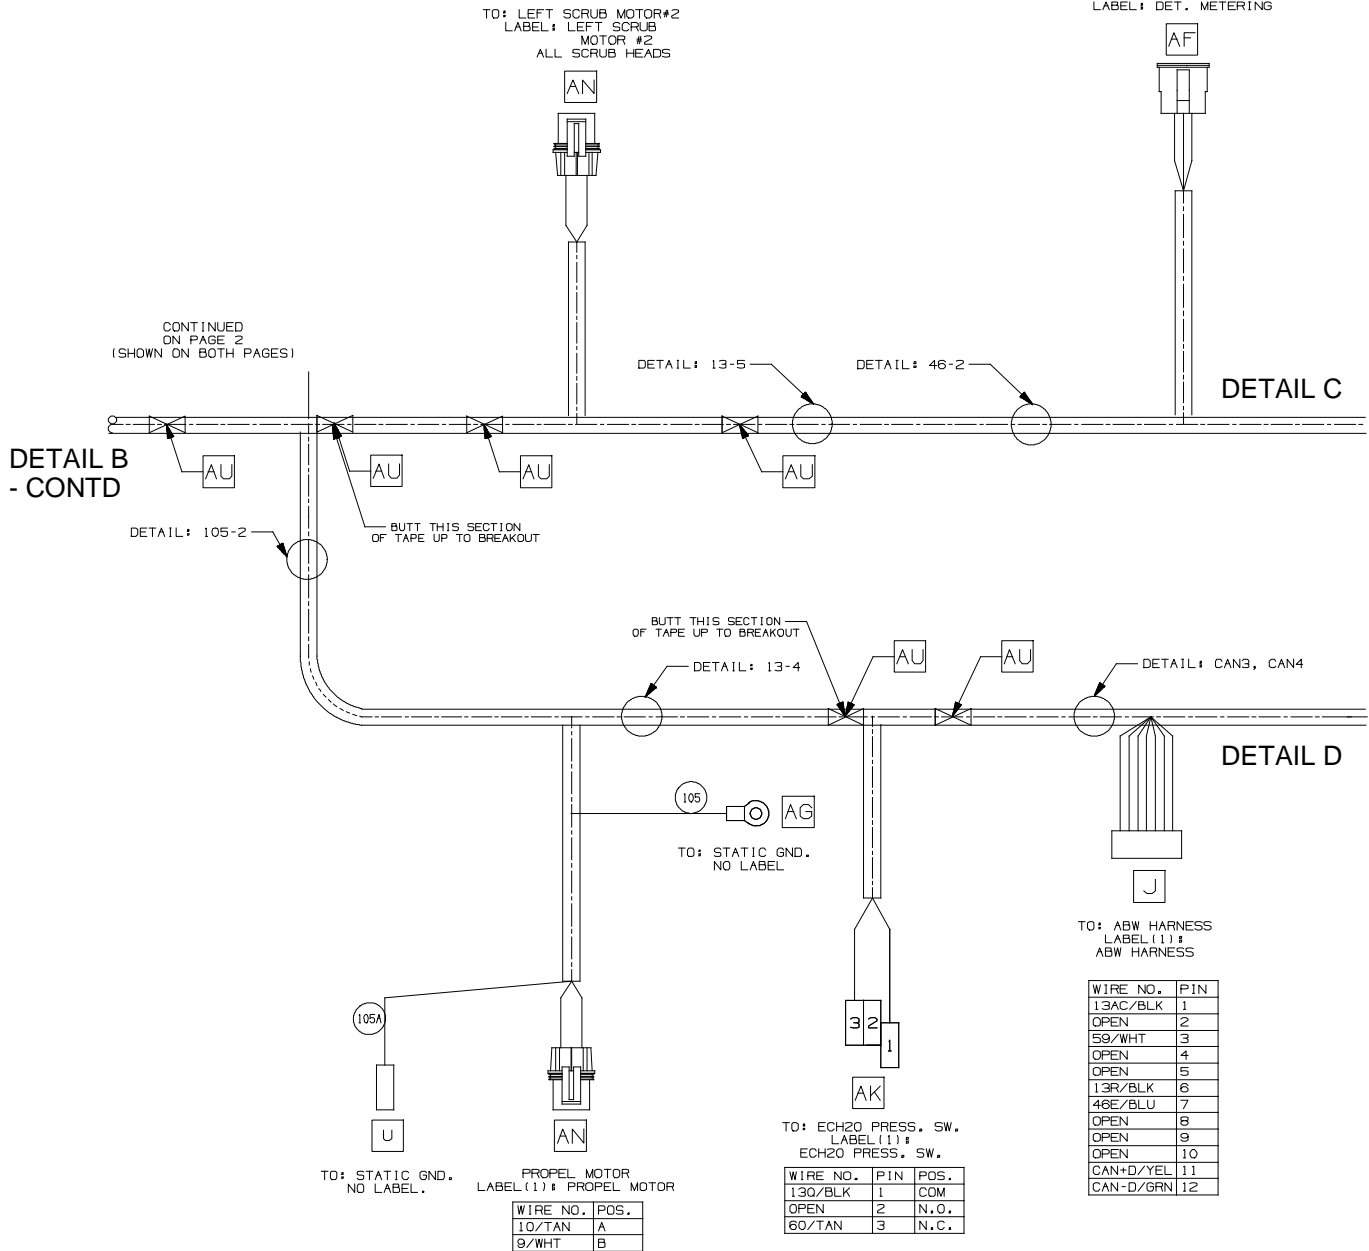 TO: LEFT SCRUB MOTOR#2
LABEL: LEFT SCRUB
MOTOR #2
ALL SCRUB HEADS
AN
LABEL: DET. METERING
AF
CONTINUED
ON PAGE 2
(SHOWN ON BOTH PAGES)
DETAIL: 13-5
DETAIL: 46-2
DETAIL C
DETAIL B
- CONTD
AU
AU
AU
AU
DETAIL: 105-2
BUTT THIS SECTION
OF TAPE UP TO BREAKOUT
BUTT THIS SECTION
OF TAPE UP TO BREAKOUT
AU
AU
DETAIL: 13-4
DETAIL: CAN3, CAN4
DETAIL D
105
AG
TO: STATIC GND.
NO LABEL
J
TO: ABW HARNESS
LABEL(1):
ABW HARNESS
WIRE NO. PIN
13AC/BLK 1
OPEN 2
59/WHT 3
OPEN 4
OPEN 5
13R/BLK 6
46E/BLU 7
OPEN 8
OPEN 9
OPEN 10
CAN+D/YEL 11
CAN-D/GRN 12
105A
U
TO: STATIC GND.
NO LABEL.
AN
PROPEL MOTOR
LABEL(1): PROPEL MOTOR
WIRE NO. POS.
10/TAN A
9/WHT B
3 2 1
AK
TO: ECH20 PRESS. SW.
LABEL(1):
ECH20 PRESS. SW.
WIRE NO. PIN POS.
13Q/BLK 1 COM
OPEN 2 N.O.
60/TAN 3 N.C.